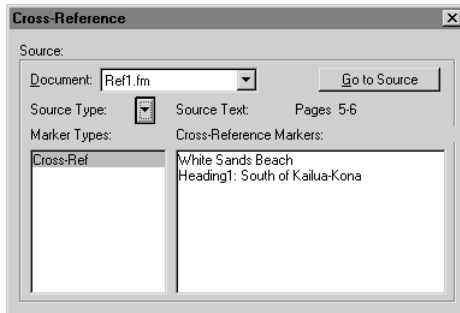 Cross-Reference
Source:
Document: Ref1.fm Go to Source
Source Type: Source Text: Pages 5-6
Marker Types: Cross-Reference Markers:
Cross-Ref White Sands Beach
Heading1: South of Kailua-Kona